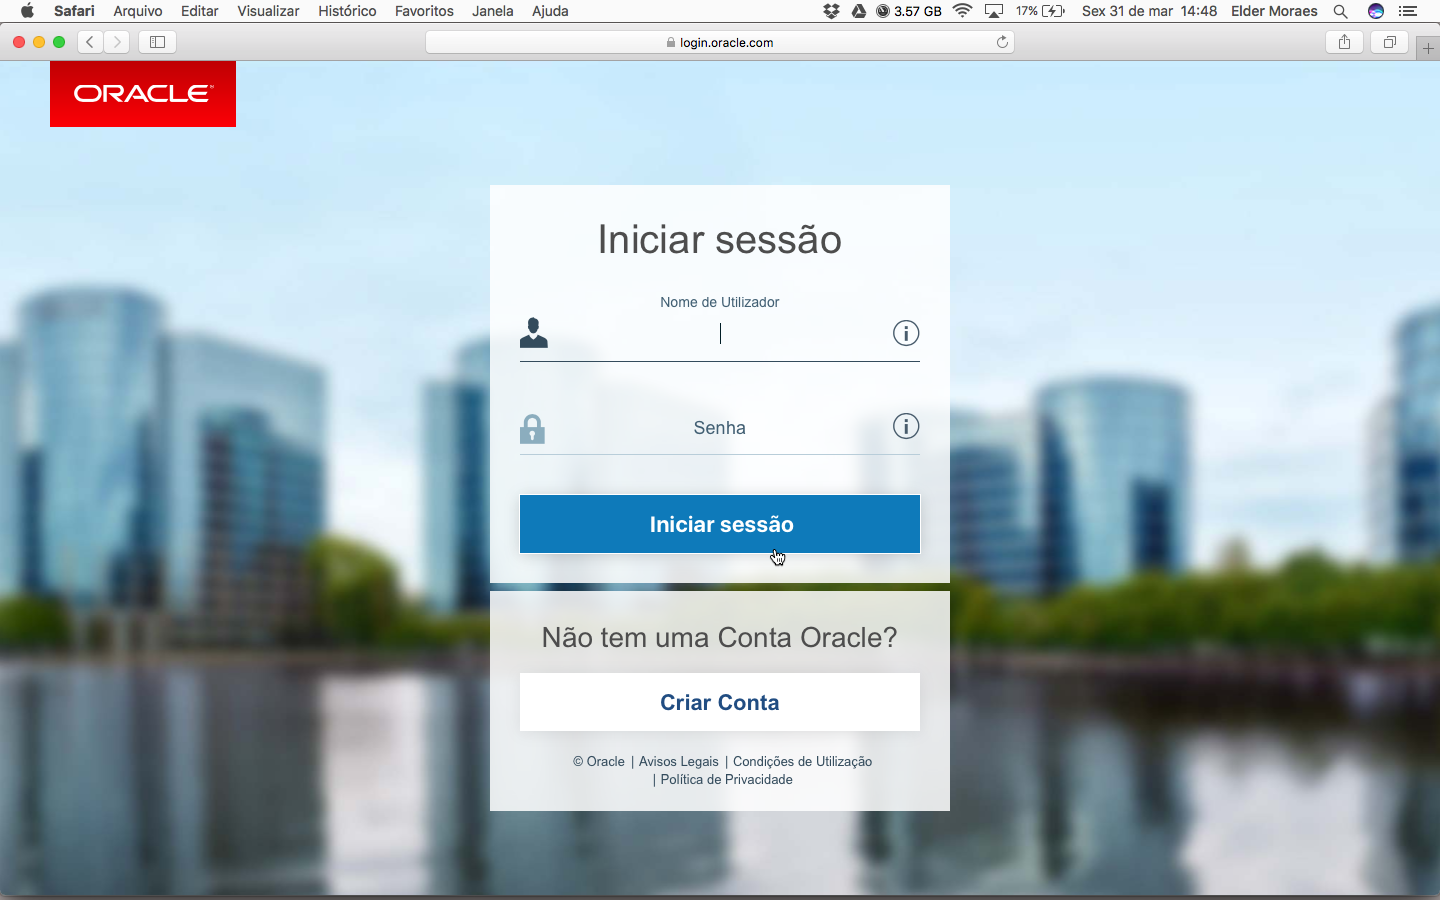 Safari Arquivo Editar Visualizar Histórico Favoritos Janela Ajuda 3.57 GB 17% Sex 31 de mar 14:48 Elder Moraes
login.oracle.com
ORACLE
Iniciar sessão
Nome de Utilizador
Senha
Iniciar sessão
Não tem uma Conta Oracle?
Criar Conta
© Oracle | Avisos Legais | Condições de Utilização
| Política de Privacidade